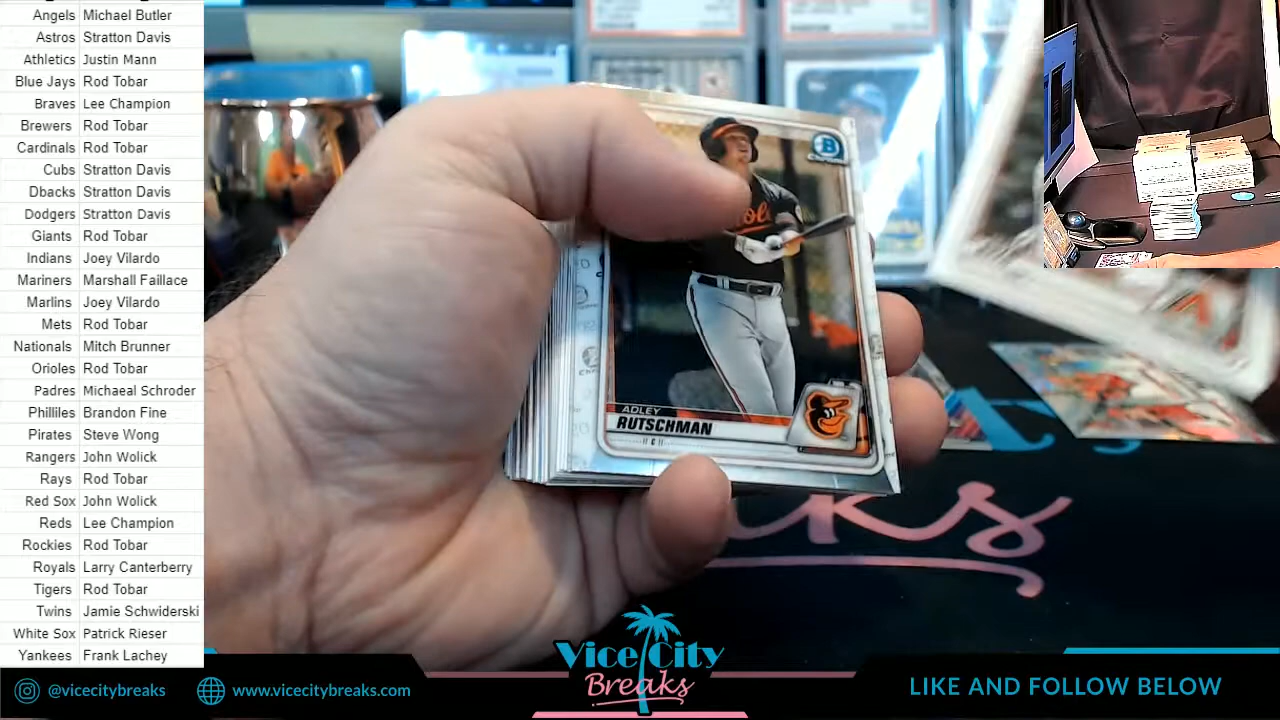 Angels Michael Butler
Astros Stratton Davis
Athletics Justin Mann
Blue Jays Rod Tobar
Braves Lee Champion
Brewers Rod Tobar
Cardinals Rod Tobar
Cubs Stratton Davis
Dbacks Stratton Davis
Dodgers Stratton Davis
Giants Rod Tobar
Indians Joey Vilardo
Mariners Marshall Faillace
Marlins Joey Vilardo
Mets Rod Tobar
Nationals Mitch Brunner
Orioles Rod Tobar
Padres Michaeal Schroder
Philliles Brandon Fine
Pirates Steve Wong
Rangers John Wolick
Rays Rod Tobar
Red Sox John Wolick
Reds Lee Champion
Rockies Rod Tobar
Royals Larry Canterberry
Tigers Rod Tobar
Twins Jamie Schwiderski
White Sox Patrick Rieser
Yankees Frank Lachey
B
ADLEY
RUTSCHMAN
C
@vicecitybreaks
www.vicecitybreaks.com
Vice City
Breaks
LIKE AND FOLLOW BELOW